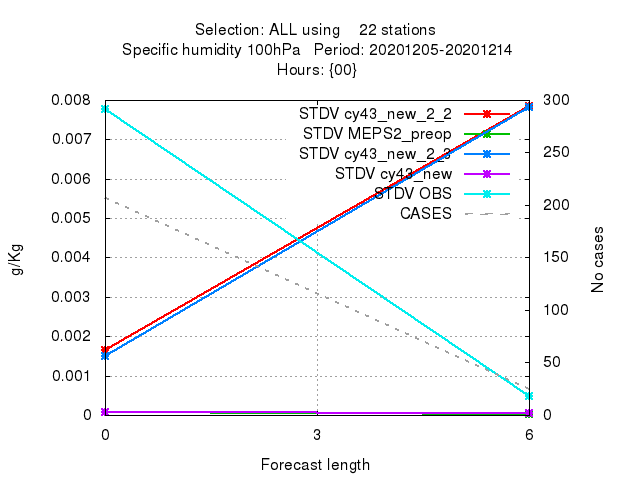 Selection: ALL using 22 stations
Specific humidity 100hPa Period: 20201205-20201214
Hours: {00}
0.008
0.007
0.006
0.005
0.004
0.003
0.002
0.001
0
g/Kg
STDV cy43_new_2_2
STDV MEPS2_preop
STDV cy43_new_2_3
STDV cy43_new
STDV OBS
CASES
300
250
200
150
100
50
0
No cases
0 3 6
Forecast length